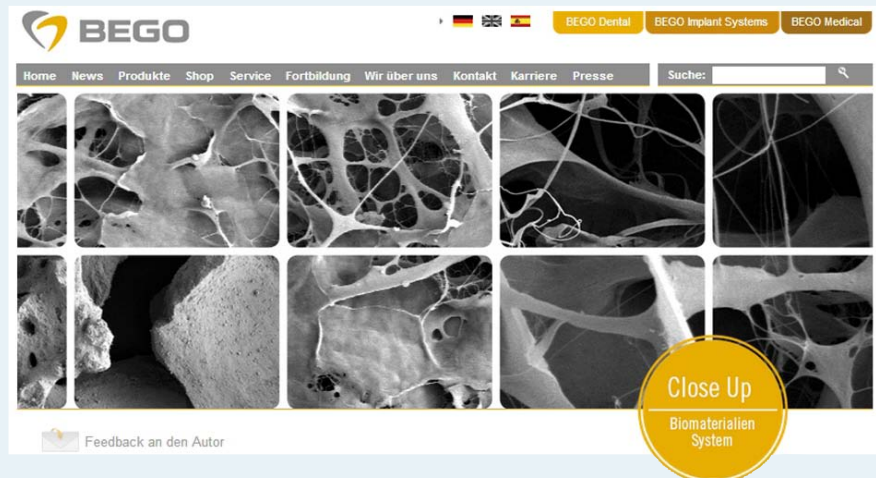 BEGO
BEGO Dental BEGO Implant Systems BEGO Medical
Home News Produkte Shop Service Fortbildung Wir über uns Kontakt Karriere Presse Suche:
Close Up
Biomaterialien
System
Feedback an den Autor